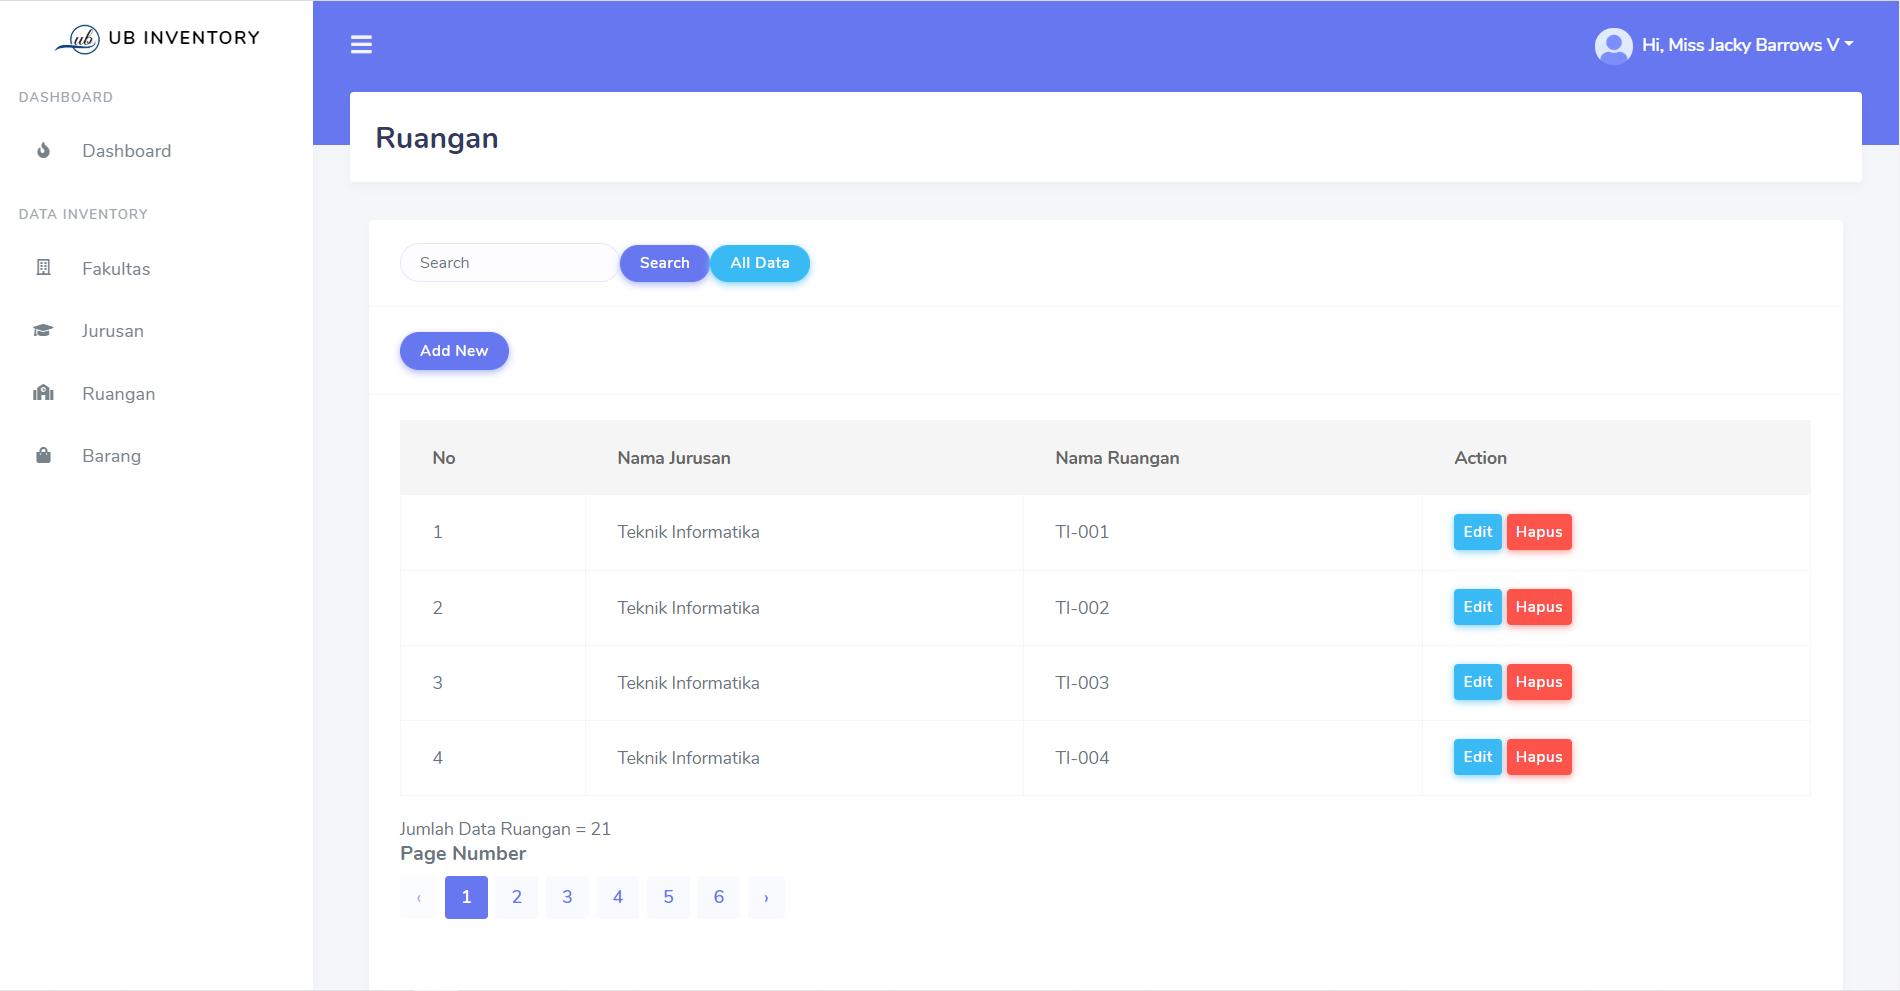 ub UB INVENTORY
Hi, Miss Jacky Barrows V
DASHBOARD
Dashboard
DATA INVENTORY
Fakultas
Jurusan
Ruangan
Barang
Ruangan
Search Search All Data
Add New
No Nama Jurusan Nama Ruangan Action
1 Teknik Informatika TI-001 Edit Hapus
2 Teknik Informatika TI-002 Edit Hapus
3 Teknik Informatika TI-003 Edit Hapus
4 Teknik Informatika TI-004 Edit Hapus
Jumlah Data Ruangan = 21
Page Number
‹ 1 2 3 4 5 6 ›